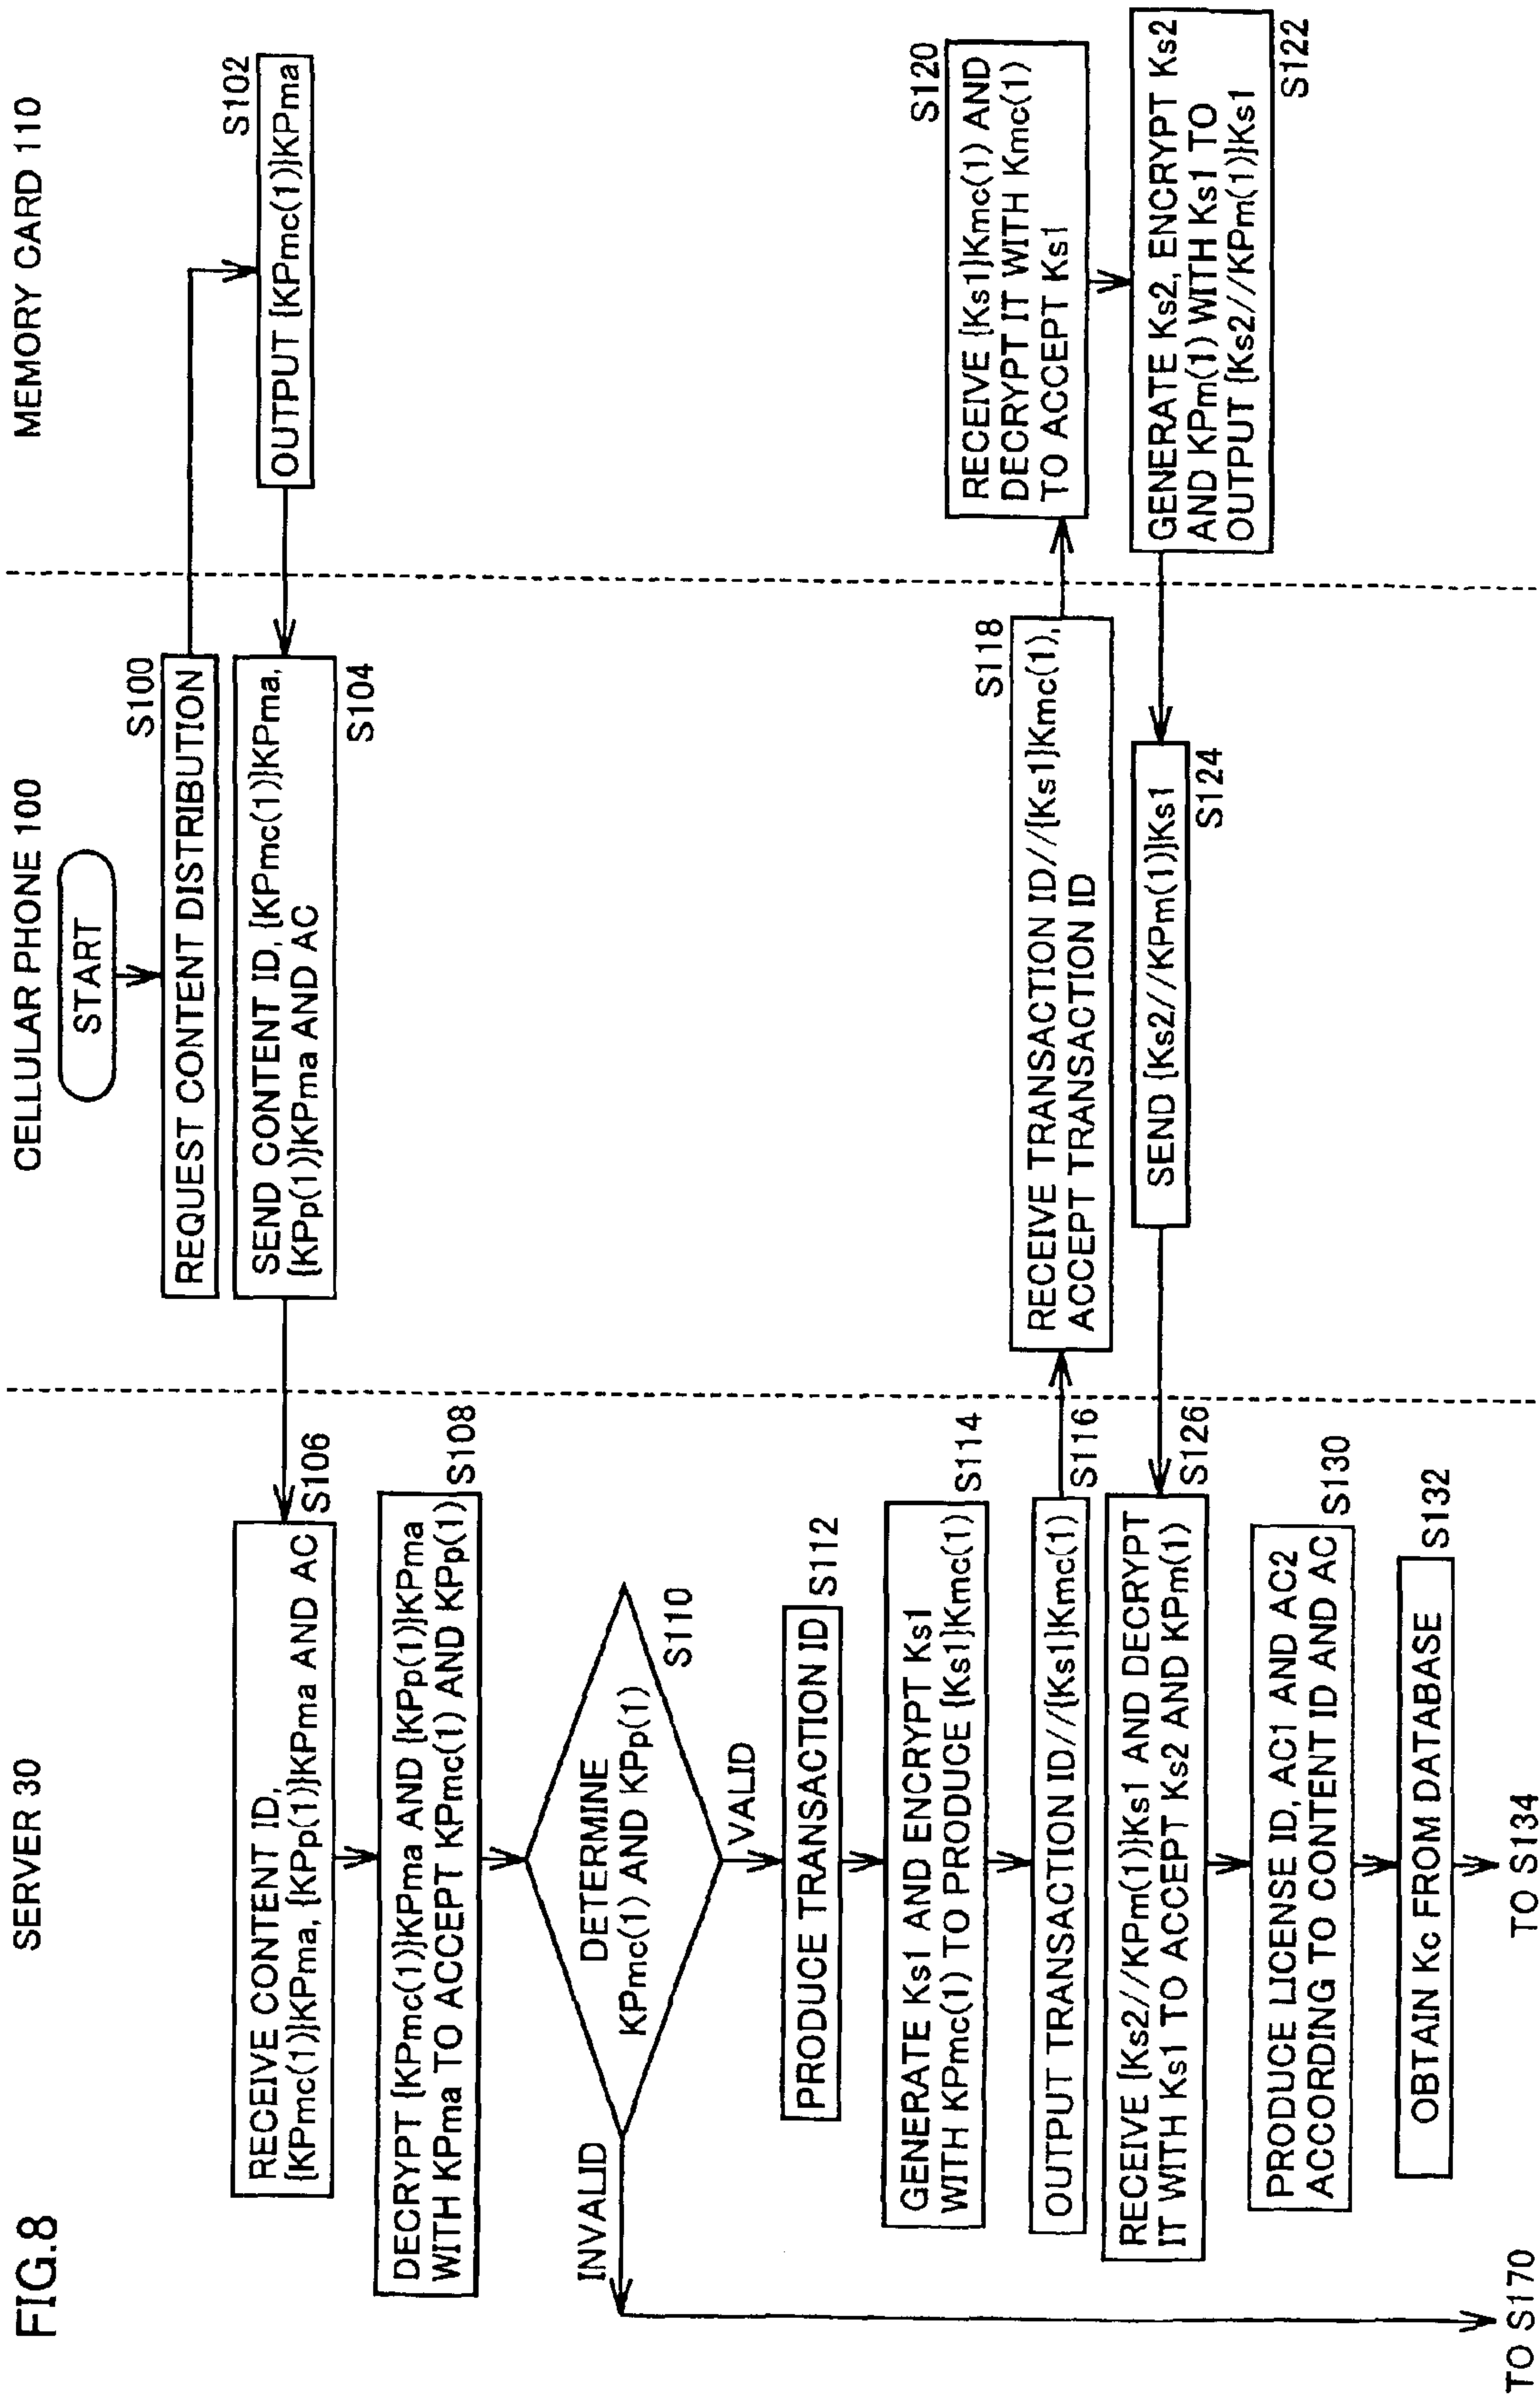 FIG.8
SERVER 30
CELLULAR PHONE 100
MEMORY CARD 110
START
S100
REQUEST CONTENT DISTRIBUTION
S102
OUTPUT {KPmc(1)}KPma
SEND CONTENT ID, {KPmc(1)}KPma,
{KPp(1)}KPma AND AC
S104
RECEIVE CONTENT ID,
{KPmc(1)}KPma, {KPp(1)}KPma AND AC
S106
DECRYPT {KPmc(1)}KPma AND {KPp(1)}KPma
WITH KPma TO ACCEPT KPmc(1) AND KPp(1)
S108
DETERMINE
KPmc(1) AND KPp(1)
S110
INVALID
VALID
PRODUCE TRANSACTION ID
S112
GENERATE Ks1 AND ENCRYPT Ks1
WITH KPmc(1) TO PRODUCE {Ks1}Kmc(1)
S114
OUTPUT TRANSACTION ID//{Ks1}Kmc(1)
S116
S118
RECEIVE TRANSACTION ID//{Ks1}Kmc(1),
ACCEPT TRANSACTION ID
S120
RECEIVE {Ks1}Kmc(1) AND
DECRYPT IT WITH Kmc(1)
TO ACCEPT Ks1
GENERATE Ks2, ENCRYPT Ks2
AND KPm(1) WITH Ks1 TO
OUTPUT {Ks2//KPm(1)}Ks1
S122
SEND {Ks2//KPm(1)}Ks1
S124
RECEIVE {Ks2//KPm(1)}Ks1 AND DECRYPT
IT WITH Ks1 TO ACCEPT Ks2 AND KPm(1)
S126
PRODUCE LICENSE ID, AC1 AND AC2
ACCORDING TO CONTENT ID AND AC
S130
OBTAIN Kc FROM DATABASE
S132
TO S170
TO S134